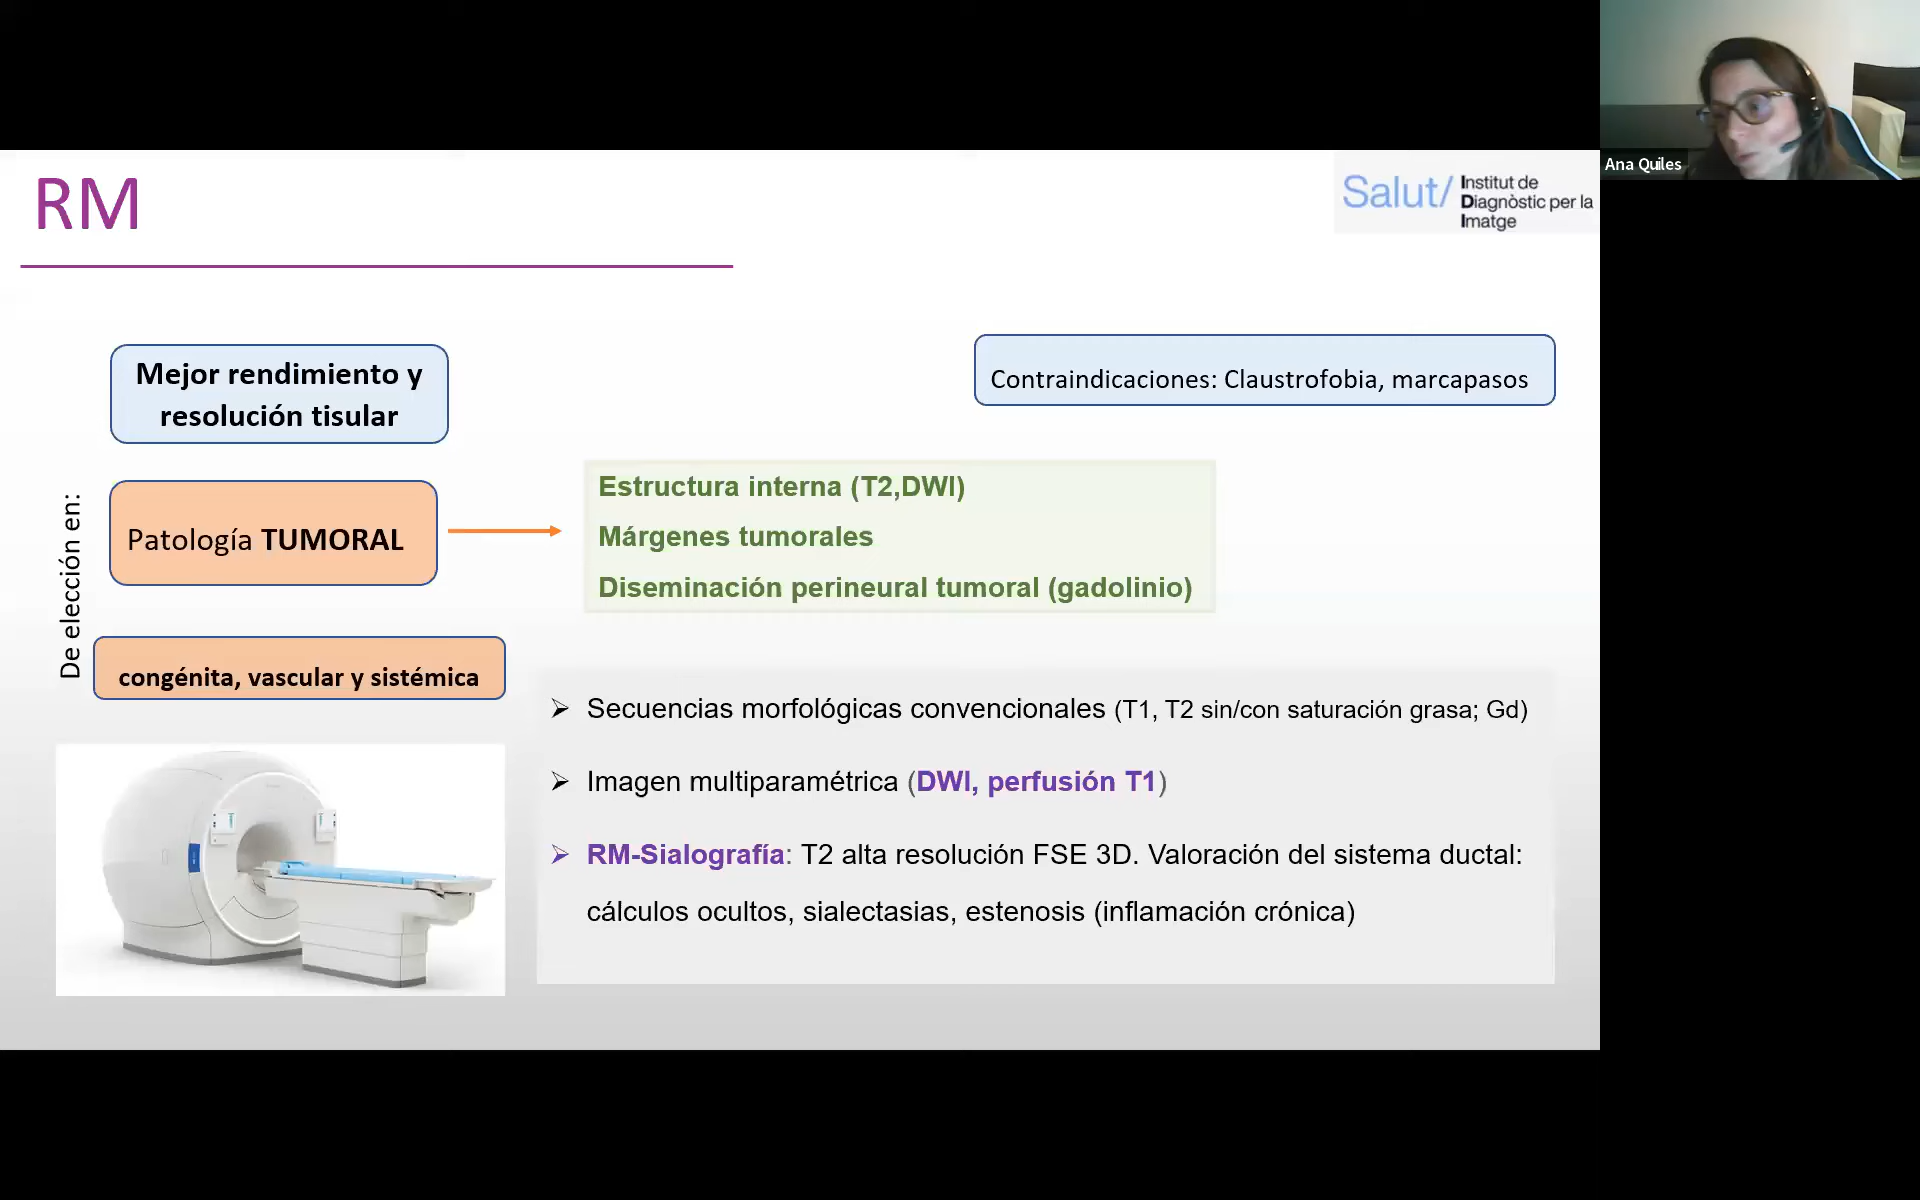 RM
Salut/
Institut de
Diagnòstic per la
Imatge
Ana Quiles
Mejor rendimiento y
resolución tisular
Contraindicaciones: Claustrofobia, marcapasos
De elección en:
Patología TUMORAL
Estructura interna (T2,DWI)
Márgenes tumorales
Diseminación perineural tumoral (gadolinio)
congénita, vascular y sistémica
➢ Secuencias morfológicas convencionales (T1, T2 sin/con saturación grasa; Gd)
➢ Imagen multiparamétrica (DWI, perfusión T1)
➢ RM-Sialografía: T2 alta resolución FSE 3D. Valoración del sistema ductal:
cálculos ocultos, sialectasias, estenosis (inflamación crónica)